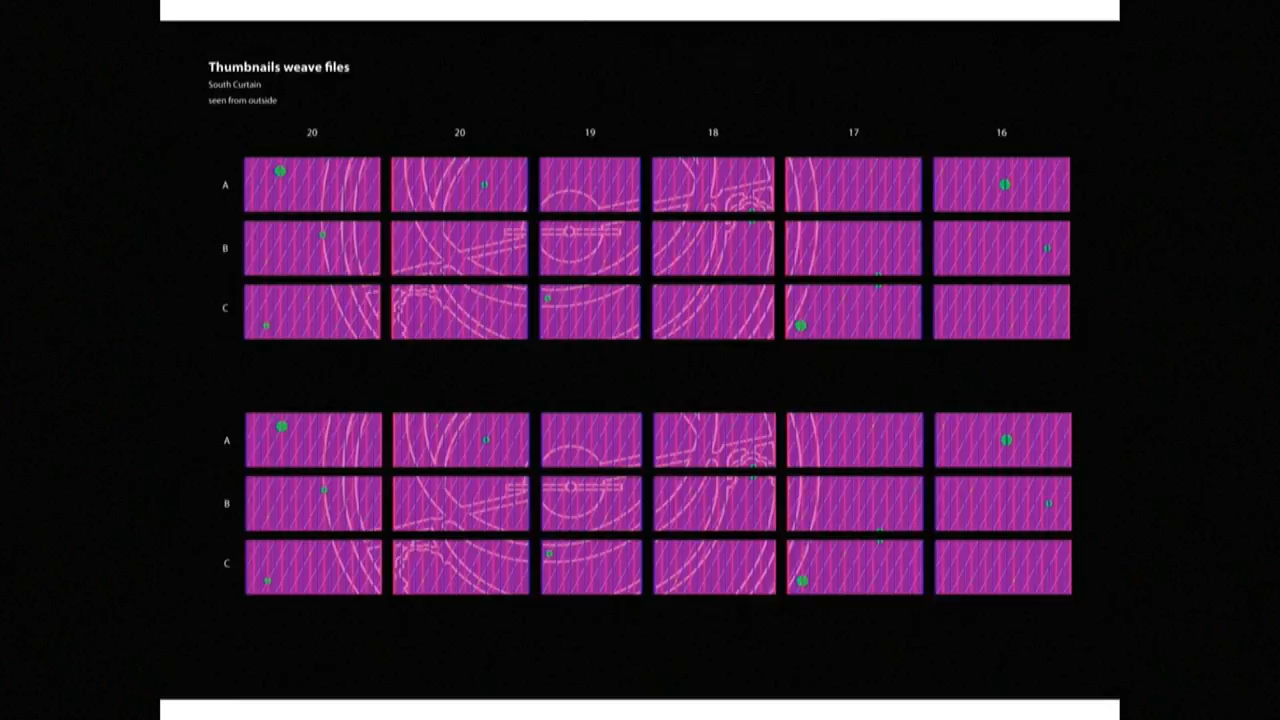 Thumbnails weave files
South Curtain
seen from outside
20 20 19 18 17 16
A
B
C
A
B
C